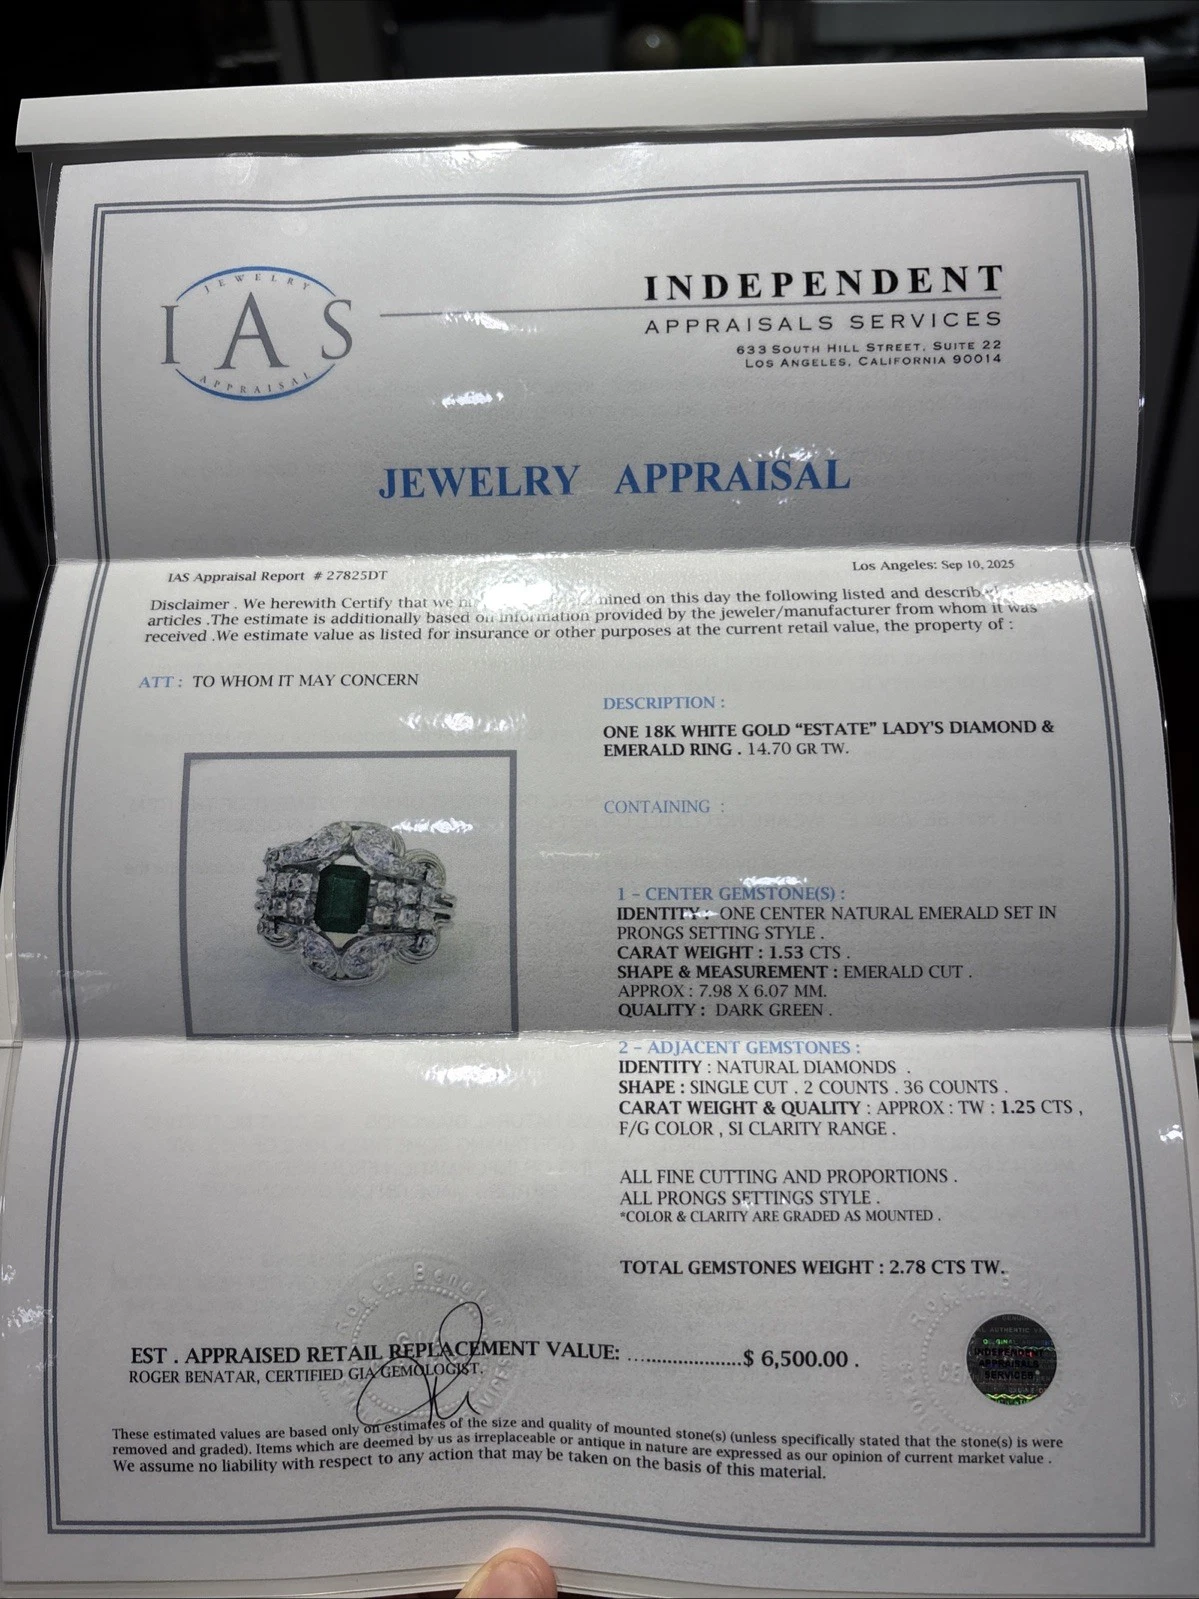 JEWELRY
IAS
APPRAISAL
INDEPENDENT
APPRAISALS SERVICES
633 SOUTH HILL STREET, SUITE 22
LOS ANGELES, CALIFORNIA 90014
JEWELRY APPRAISAL
IAS Appraisal Report # 27825DT
Los Angeles: Sep 10, 2025
Disclaimer . We herewith Certify that we on this day the following listed and
articles .The estimate is additionally based on information provided by the jeweler/manufacturer from whom it was
received .We estimate value as listed for insurance or other purposes at the current retail value, the property of :
ATT : TO WHOM IT MAY CONCERN
DESCRIPTION :
ONE 18K WHITE GOLD “ESTATE” LADY'S DIAMOND &
EMERALD RING . 14.70 GR TW.
CONTAINING :
1 – CENTER GEMSTONE(S) :
IDENTITY : ONE CENTER NATURAL EMERALD SET IN
PRONGS SETTING STYLE .
CARAT WEIGHT : 1.53 CTS .
SHAPE & MEASUREMENT : EMERALD CUT .
APPROX : 7.98 X 6.07 MM.
QUALITY : DARK GREEN .
2 – ADJACENT GEMSTONES :
IDENTITY : NATURAL DIAMONDS .
SHAPE : SINGLE CUT . 2 COUNTS . 36 COUNTS .
CARAT WEIGHT & QUALITY : APPROX : TW : 1.25 CTS ,
F/G COLOR , SI CLARITY RANGE .
ALL FINE CUTTING AND PROPORTIONS .
ALL PRONGS SETTINGS STYLE .
*COLOR & CLARITY ARE GRADED AS MOUNTED .
TOTAL GEMSTONES WEIGHT : 2.78 CTS TW.
Roger Benatar
EST . APPRAISED RETAIL REPLACEMENT VALUE: ......................$ 6,500.00 .
ROGER BENATAR, CERTIFIED GIA GEMOLOGIST.
INDEPENDENT
APPRAISALS
SERVICES
These estimated values are based only on estimates of the size and quality of mounted stone(s) (unless specifically stated that the stone(s) is were
removed and graded). Items which are deemed by us as irreplaceable or antique in nature are expressed as our opinion of current market value .
We assume no liability with respect to any action that may be taken on the basis of this material.